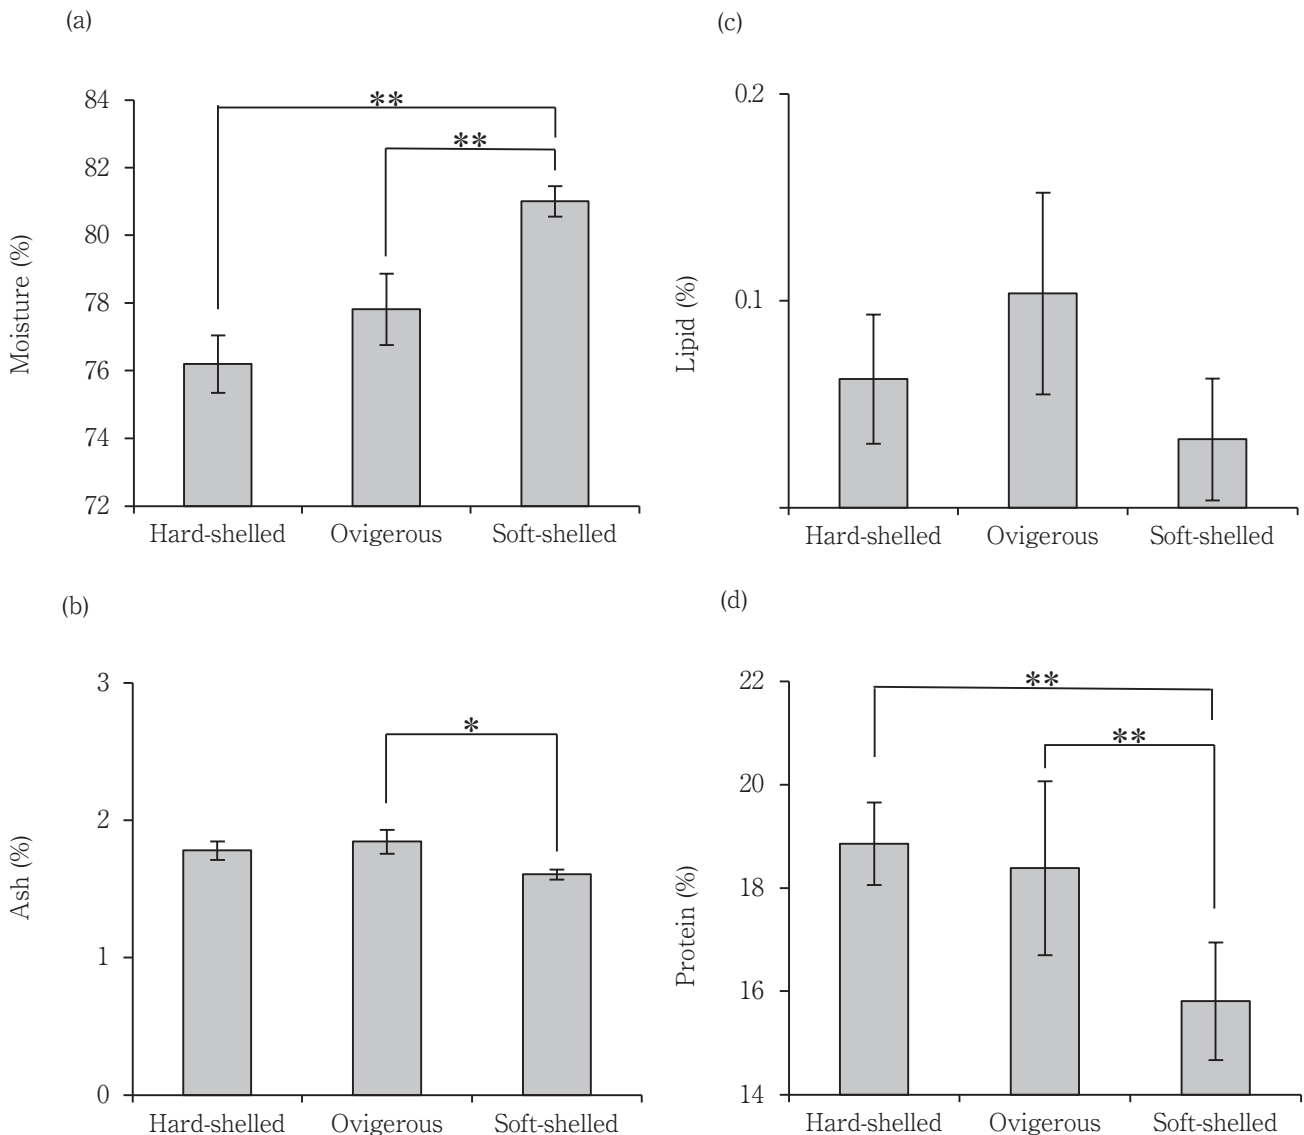 (a)
84
82
80
78
76
74
72
Moisture (%)
**
**
Hard-shelled Ovigerous Soft-shelled
(c)
0.2
0.1
Lipid (%)
Hard-shelled Ovigerous Soft-shelled
(b)
3
2
1
0
Ash (%)
*
Hard-shelled Ovigerous Soft-shelled
(d)
22
20
18
16
14
Protein (%)
**
**
Hard-shelled Ovigerous Soft-shelled